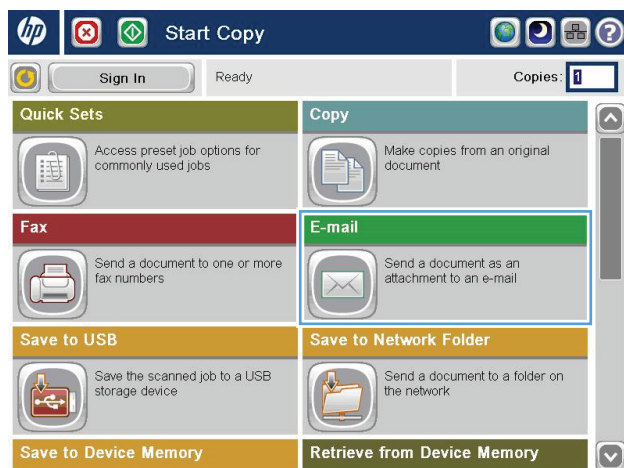 hp
Start Copy
?
Sign In
Ready
Copies: 1
Quick Sets
Access preset job options for
commonly used jobs
Copy
Make copies from an original
document
Fax
Send a document to one or more
fax numbers
E-mail
Send a document as an
attachment to an e-mail
Save to USB
Save the scanned job to a USB
storage device
Save to Network Folder
Send a document to a folder on
the network
Save to Device Memory
Retrieve from Device Memory